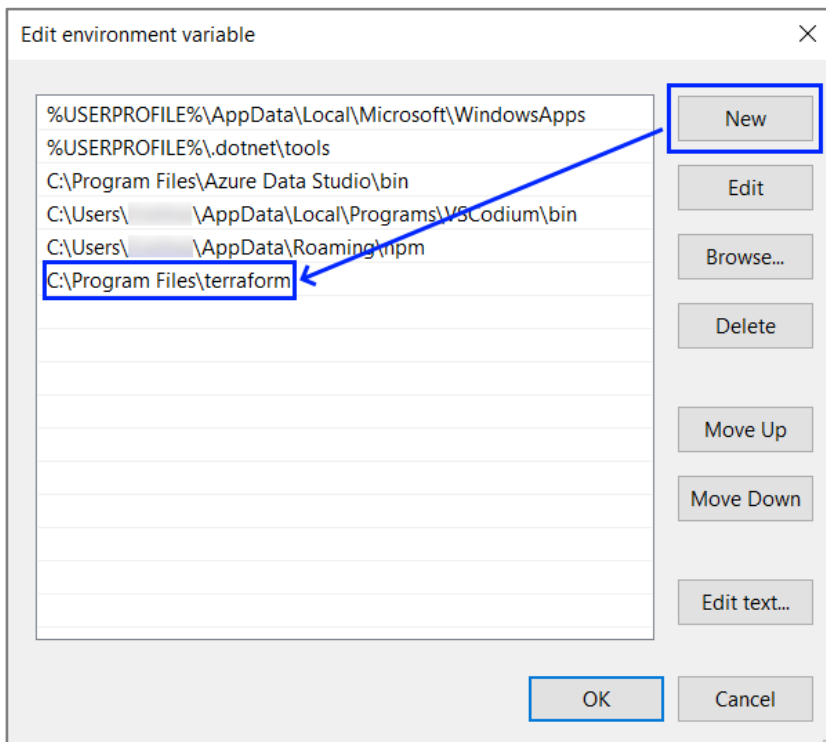 Edit environment variable
%USERPROFILE%\AppData\Local\Microsoft\WindowsApps
New
%USERPROFILE%\.dotnet\tools
C:\Program Files\Azure Data Studio\bin
Edit
C:\Users\ \AppData\Local\Programs\VSCodium\bin
C:\Users\ \AppData\Roaming\npm
Browse...
C:\Program Files\terraform
Delete
Move Up
Move Down
Edit text...
OK
Cancel